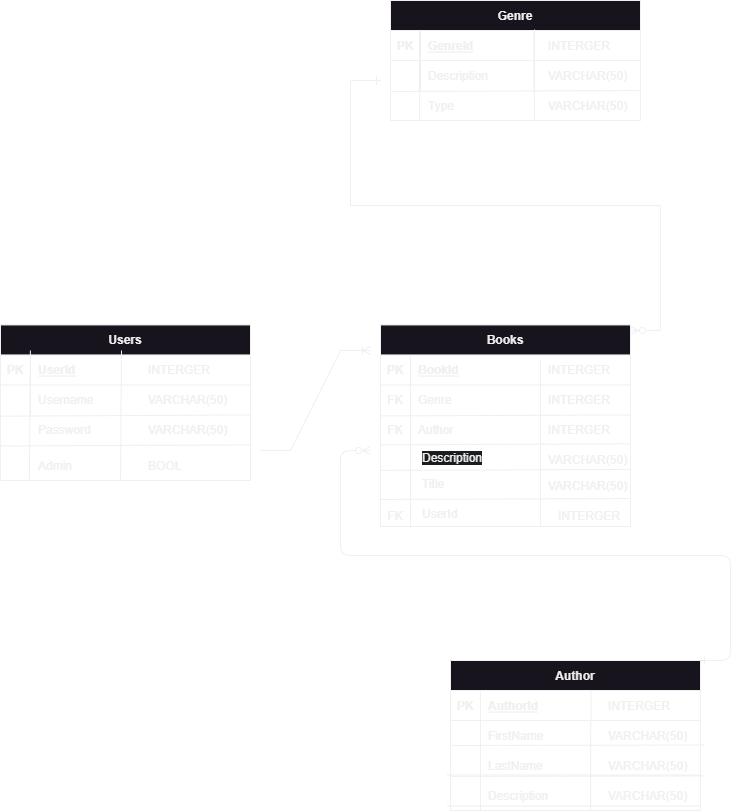 Genre
PK GenreId INTERGER
Description VARCHAR(50)
Type VARCHAR(50)
Users
PK UserId INTERGER
Username VARCHAR(50)
Password VARCHAR(50)
Admin BOOL
Books
PK BookId INTERGER
FK Genre INTERGER
FK Author INTERGER
Description VARCHAR(50)
Title VARCHAR(50)
FK UserId INTERGER
Author
PK AuthorId INTERGER
FirstName VARCHAR(50)
LastName VARCHAR(50)
Description VARCHAR(50)